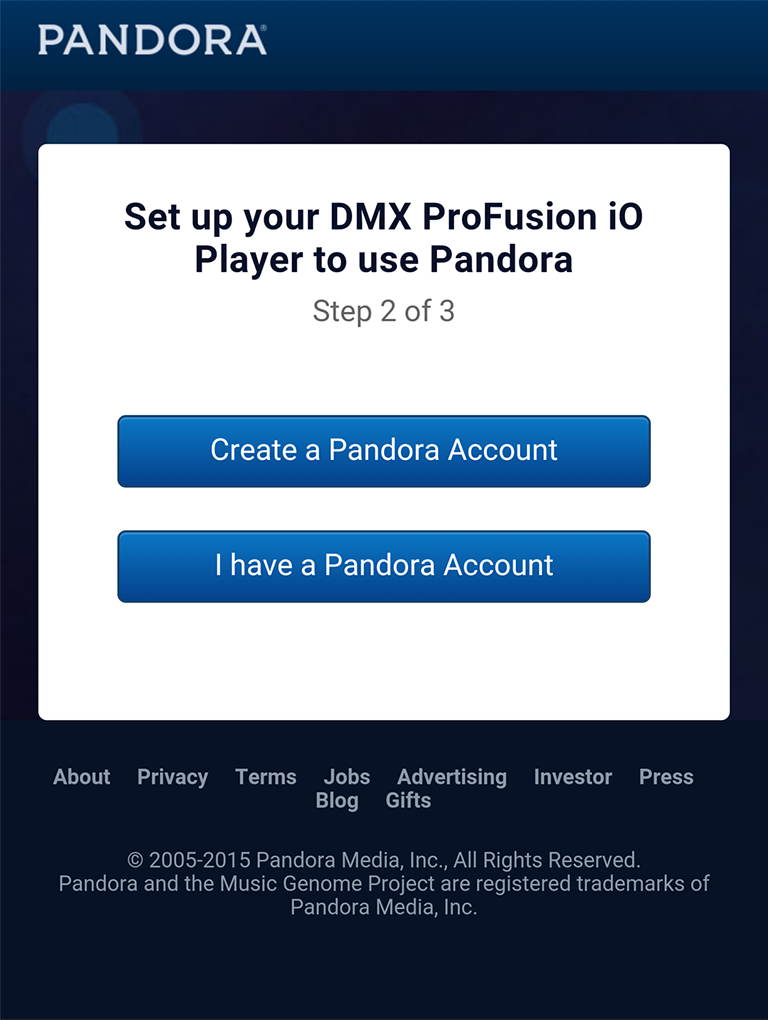 PANDORA®
Set up your DMX ProFusion iO
Player to use Pandora
Step 2 of 3
Create a Pandora Account
I have a Pandora Account
About Privacy Terms Jobs Advertising Investor Press
Blog Gifts
© 2005-2015 Pandora Media, Inc., All Rights Reserved.
Pandora and the Music Genome Project are registered trademarks of
Pandora Media, Inc.